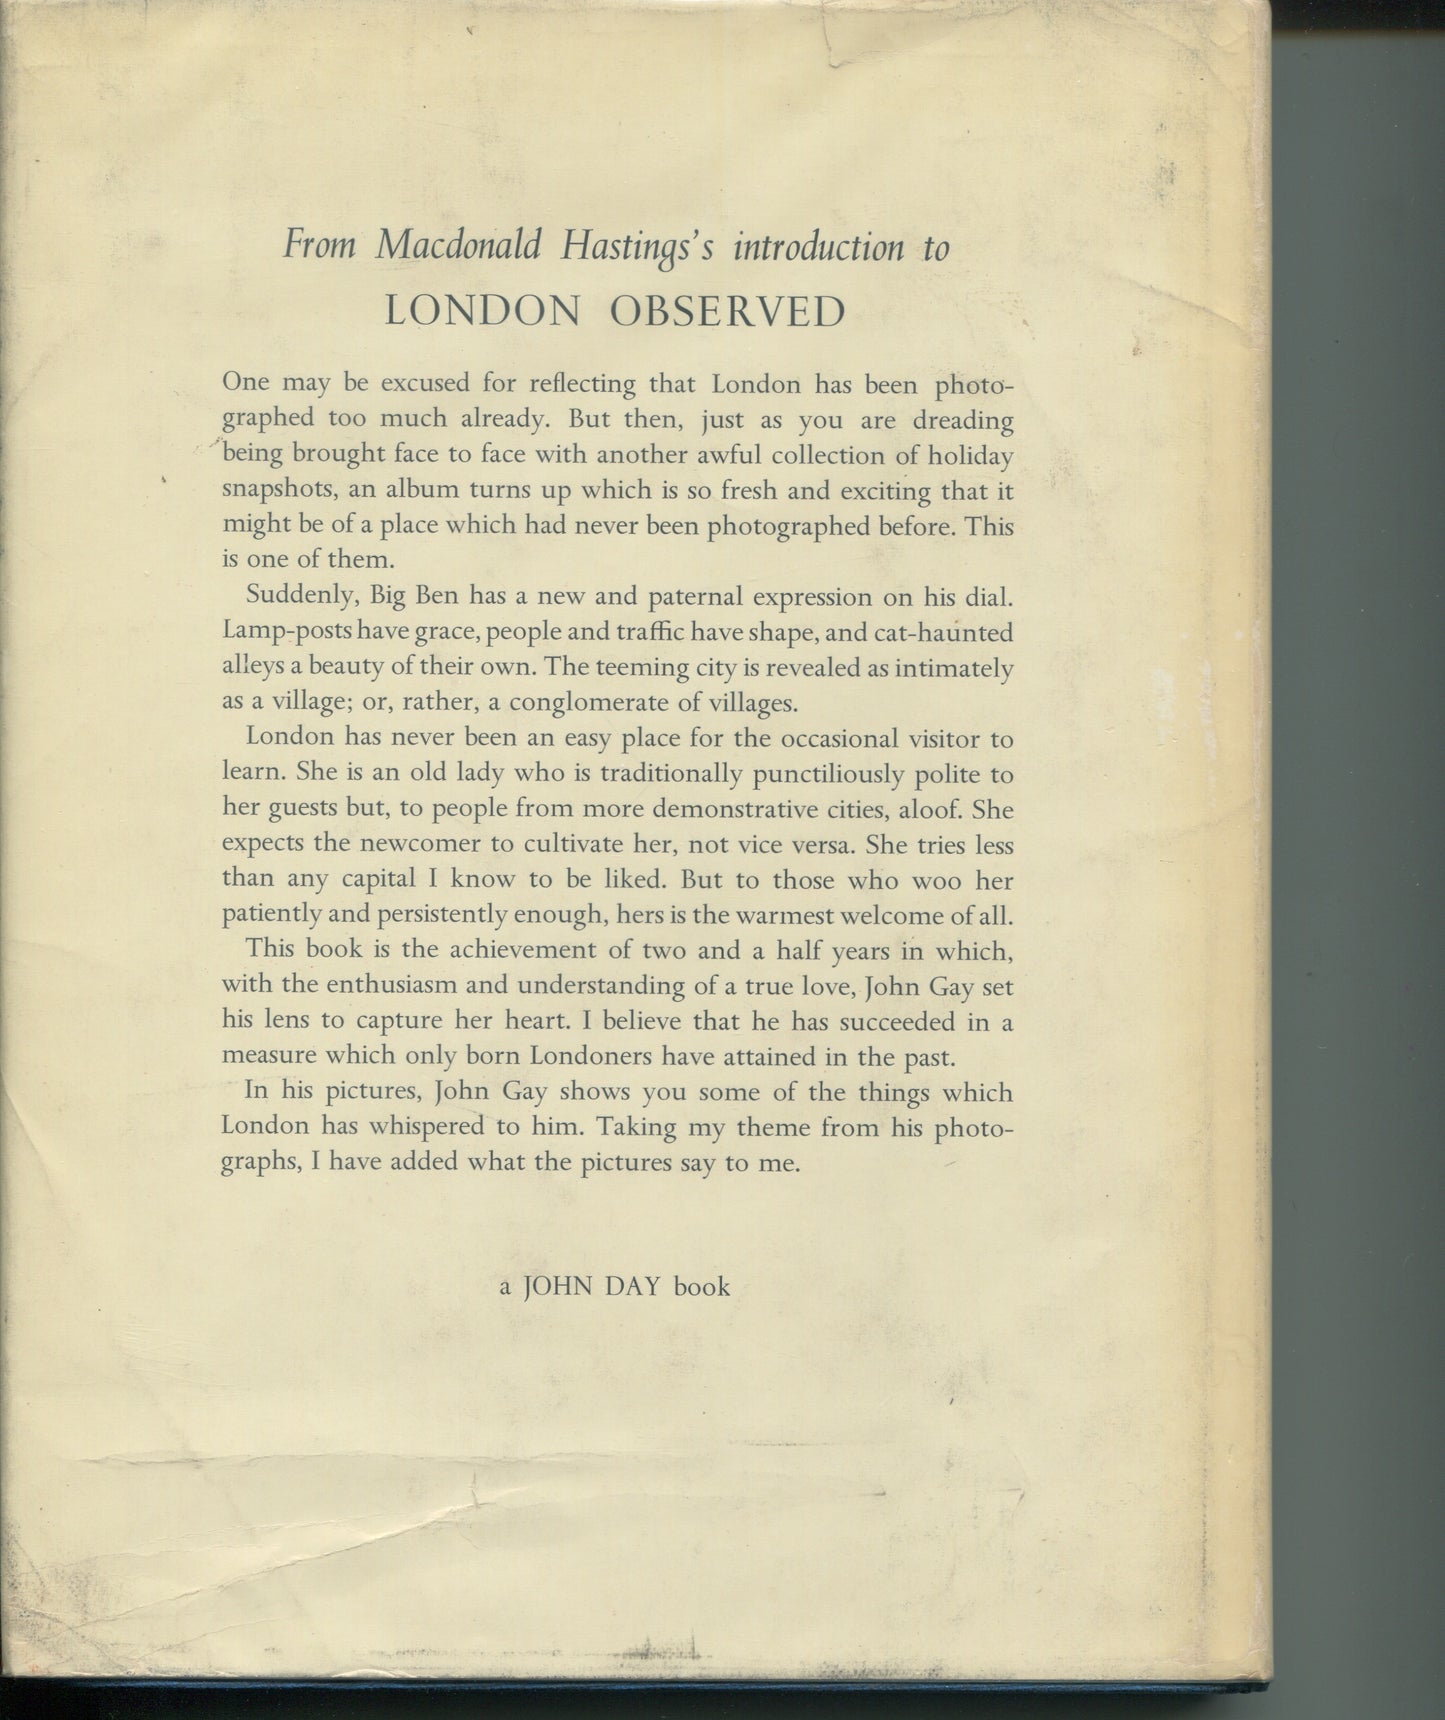 From Macdonald Hastings's introduction to
LONDON OBSERVED
One may be excused for reflecting that London has been photo-
graphed too much already. But then, just as you are dreading
being brought face to face with another awful collection of holiday
snapshots, an album turns up which is so fresh and exciting that it
might be of a place which had never been photographed before. This
is one of them.
Suddenly, Big Ben has a new and paternal expression on his dial.
Lamp-posts have grace, people and traffic have shape, and cat-haunted
alleys a beauty of their own. The teeming city is revealed as intimately
as a village; or, rather, a conglomerate of villages.
London has never been an easy place for the occasional visitor to
learn. She is an old lady who is traditionally punctiliously polite to
her guests but, to people from more demonstrative cities, aloof. She
expects the newcomer to cultivate her, not vice versa. She tries less
than any capital I know to be liked. But to those who woo her
patiently and persistently enough, hers is the warmest welcome of all.
This book is the achievement of two and a half years in which,
with the enthusiasm and understanding of a true love, John Gay set
his lens to capture her heart. I believe that he has succeeded in a
measure which only born Londoners have attained in the past.
In his pictures, John Gay shows you some of the things which
London has whispered to him. Taking my theme from his photo-
graphs, I have added what the pictures say to me.
a JOHN DAY book